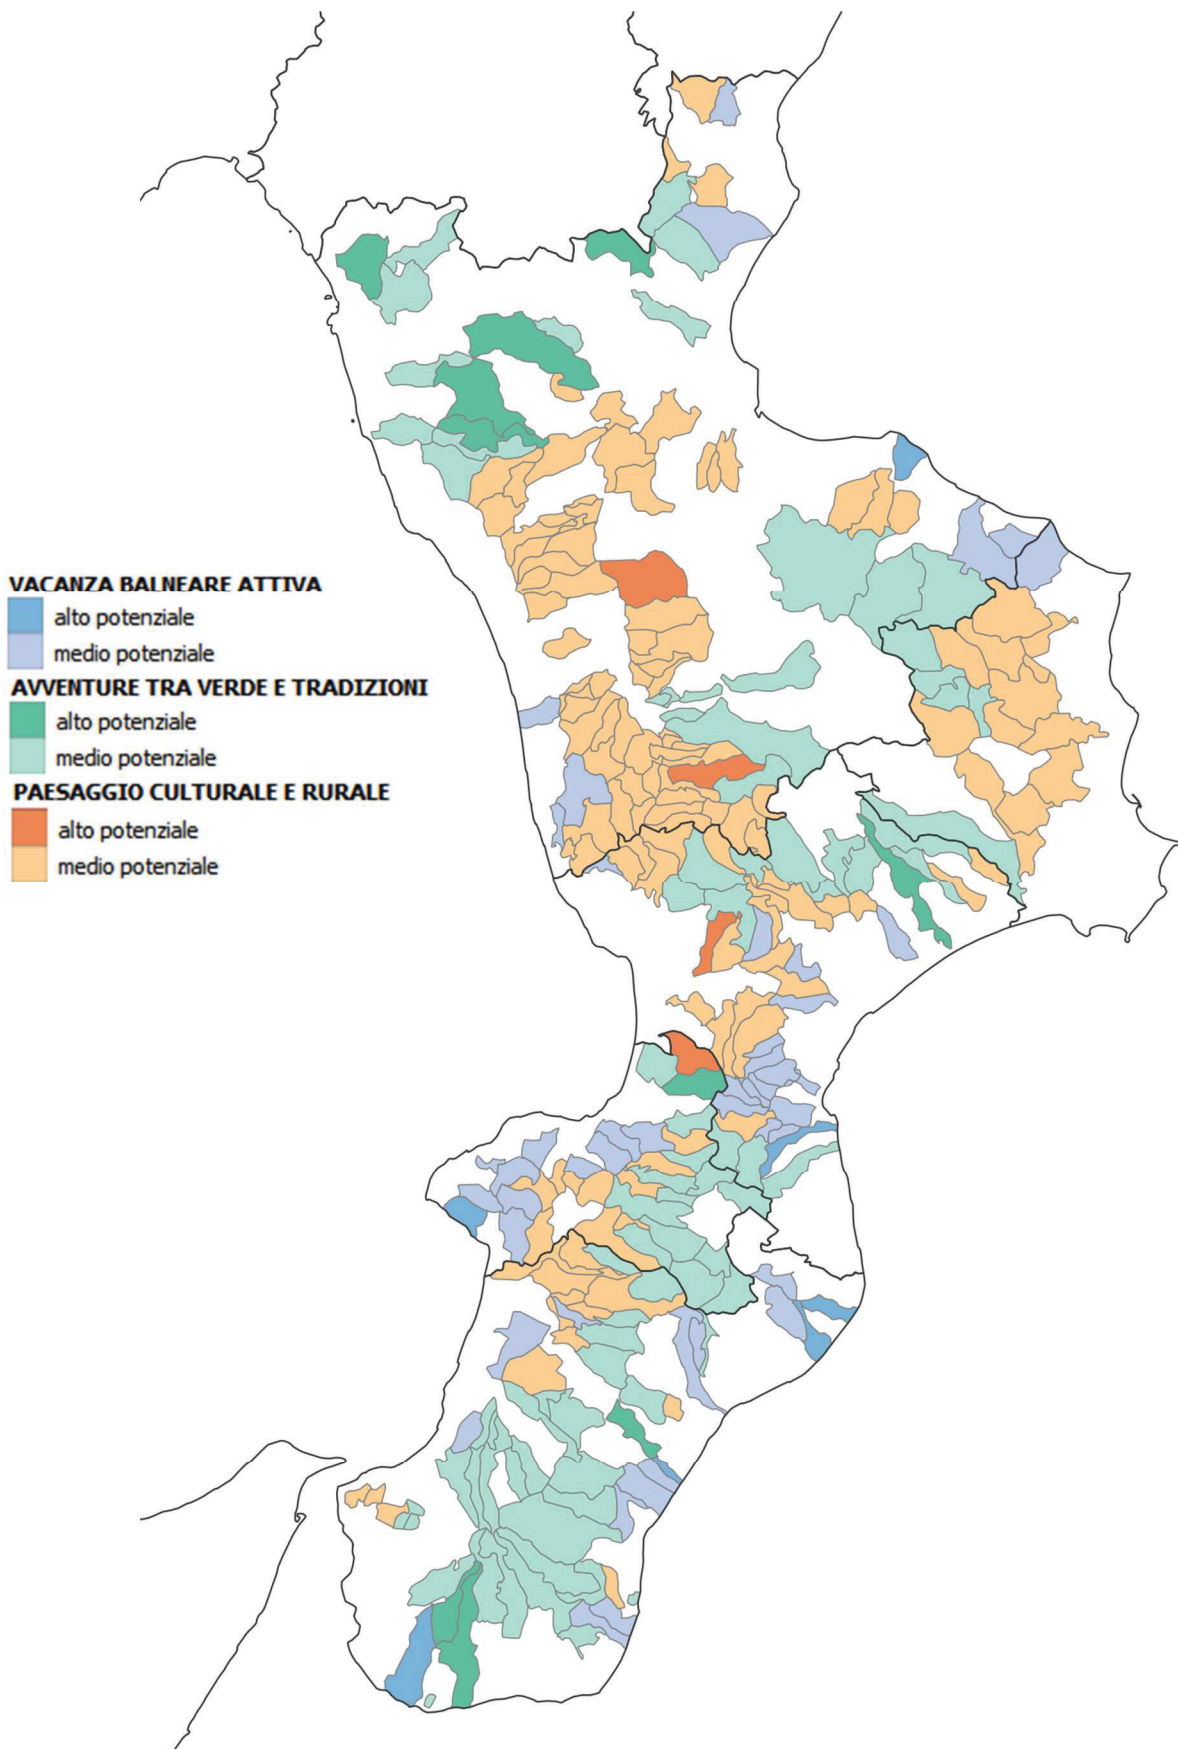 VACANZA BALNEARE ATTIVA
alto potenziale
medio potenziale
AVVENTURE TRA VERDE E TRADIZIONI
alto potenziale
medio potenziale
PAESAGGIO CULTURALE E RURALE
alto potenziale
medio potenziale